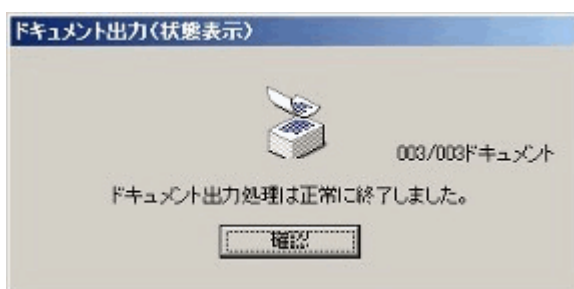 ドキュメント出力(状態表示)
003/003ドキュメント
ドキュメント出力処理は正常に終了しました。
確認